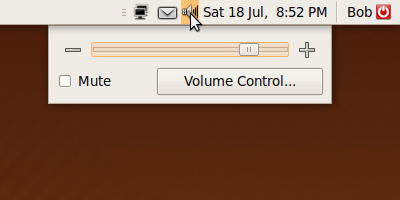 Sat 18 Jul, 8:52 PM Bob
Mute Volume Control...